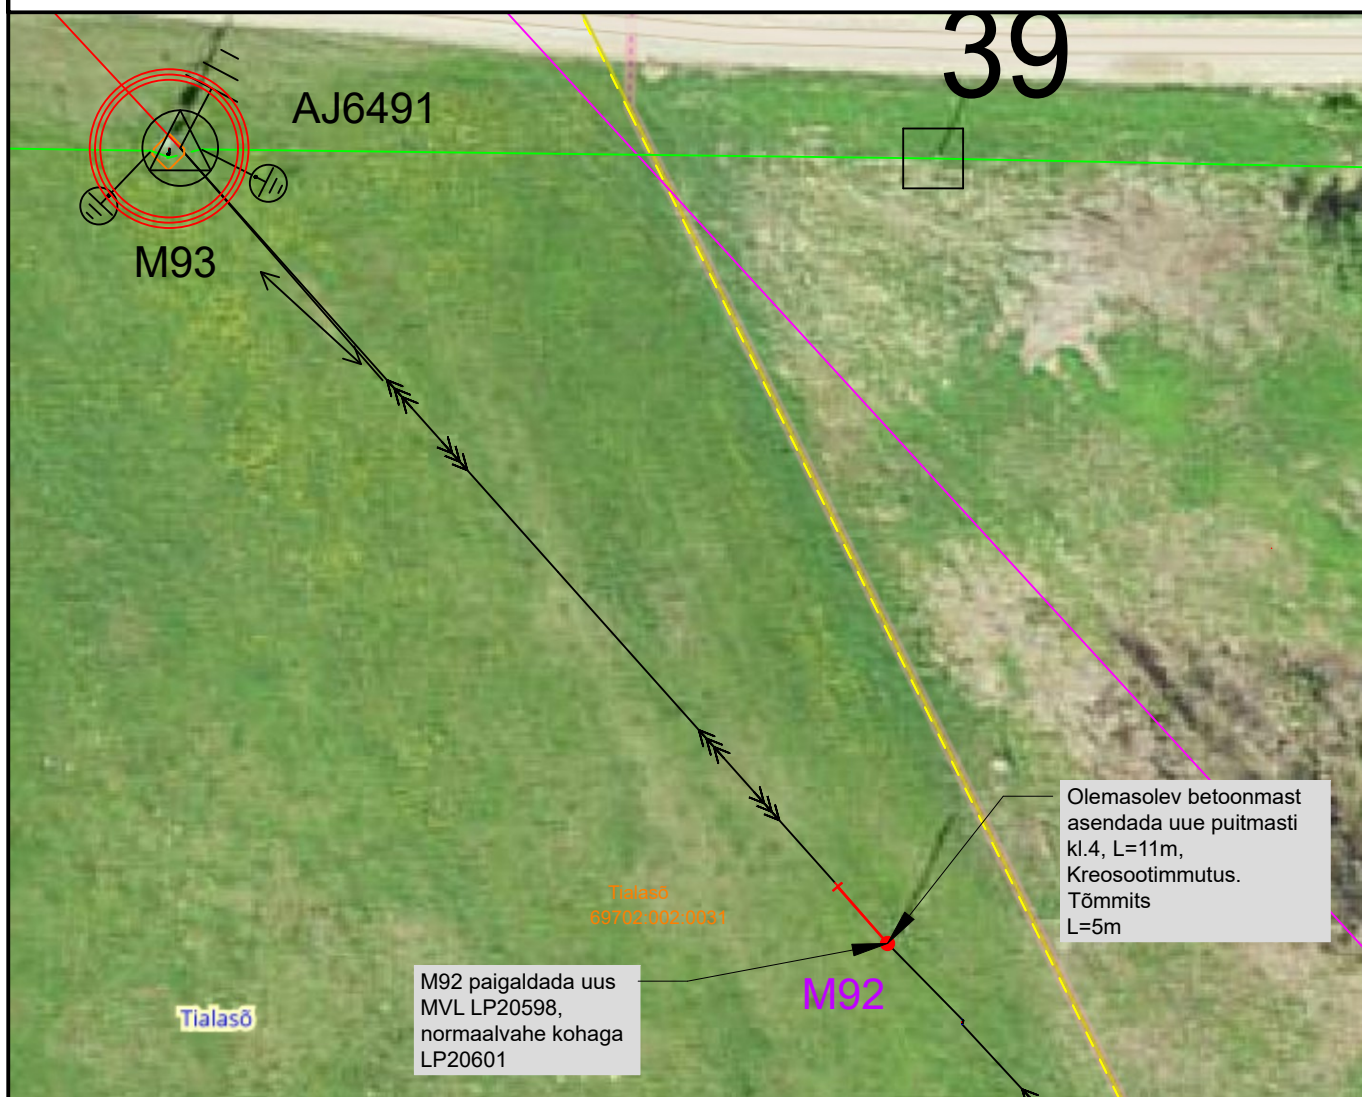 39
AJ6491
M93
Olemasolev betoonmast
asendada uue puitmasti
kl.4, L=11m,
Kreosootimmutus.
Tõmmits
L=5m
Tialasõ
69702:002:0031
M92 paigaldada uus
MVL LP20598,
normaalvahe kohaga
LP20601
M92
Tialasõ